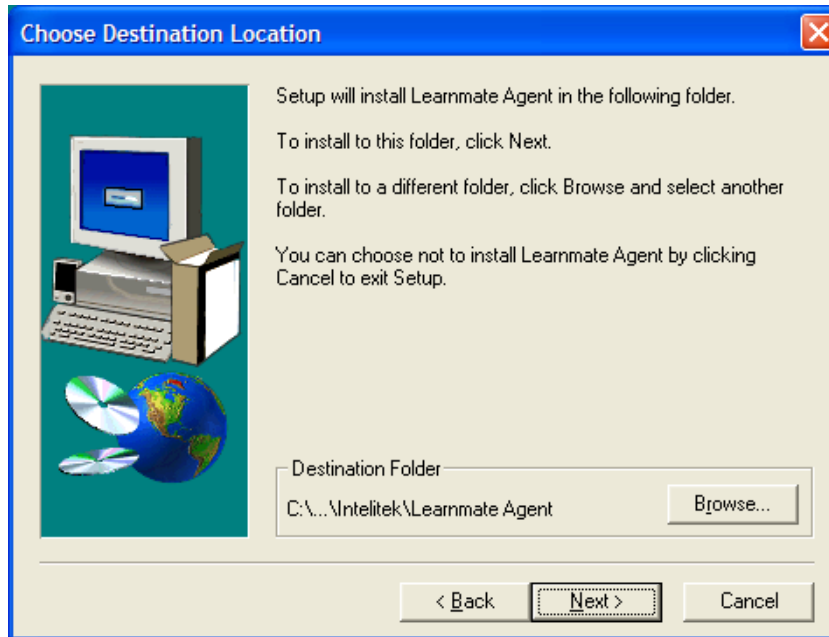 Choose Destination Location
Setup will install Learnmate Agent in the following folder.
To install to this folder, click Next.
To install to a different folder, click Browse and select another
folder.
You can choose not to install Learnmate Agent by clicking
Cancel to exit Setup.
Destination Folder
C:\...\Intelitek\Learnmate Agent
Browse...
< Back
Next >
Cancel